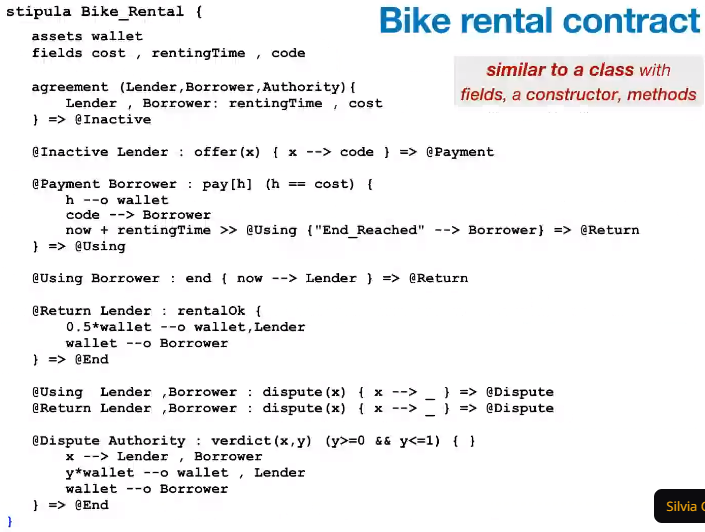 stipula Bike_Rental {
Bike rental contract
assets wallet
fields cost , rentingTime , code
similar to a class with
fields, a constructor, methods
agreement (Lender,Borrower,Authority){
Lender , Borrower: rentingTime , cost
} => @Inactive
@Inactive Lender : offer(x) { x --> code } => @Payment
@Payment Borrower : pay[h] (h == cost) {
h --o wallet
code --> Borrower
now + rentingTime >> @Using {"End_Reached" --> Borrower} => @Return
} => @Using
@Using Borrower : end { now --> Lender } => @Return
@Return Lender : rentalOk {
0.5*wallet --o wallet,Lender
wallet --o Borrower
} => @End
@Using Lender ,Borrower : dispute(x) { x --> _ } => @Dispute
@Return Lender ,Borrower : dispute(x) { x --> _ } => @Dispute
@Dispute Authority : verdict(x,y) (y>=0 && y<=1) { }
x --> Lender , Borrower
y*wallet --o wallet , Lender
wallet --o Borrower
} => @End
}
Silvia